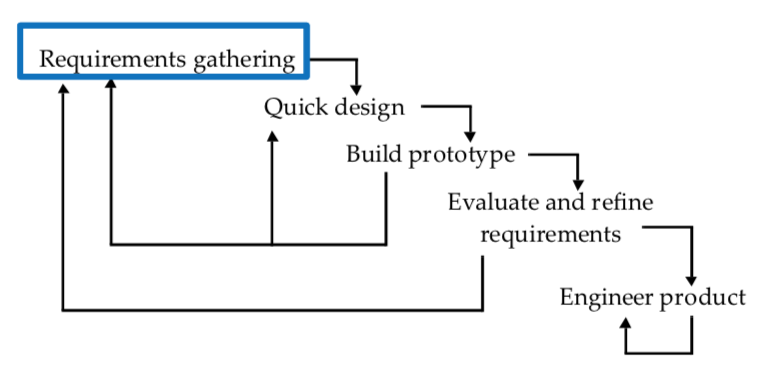 Requirements gathering
Quick design
Build prototype
Evaluate and refine
requirements
Engineer product